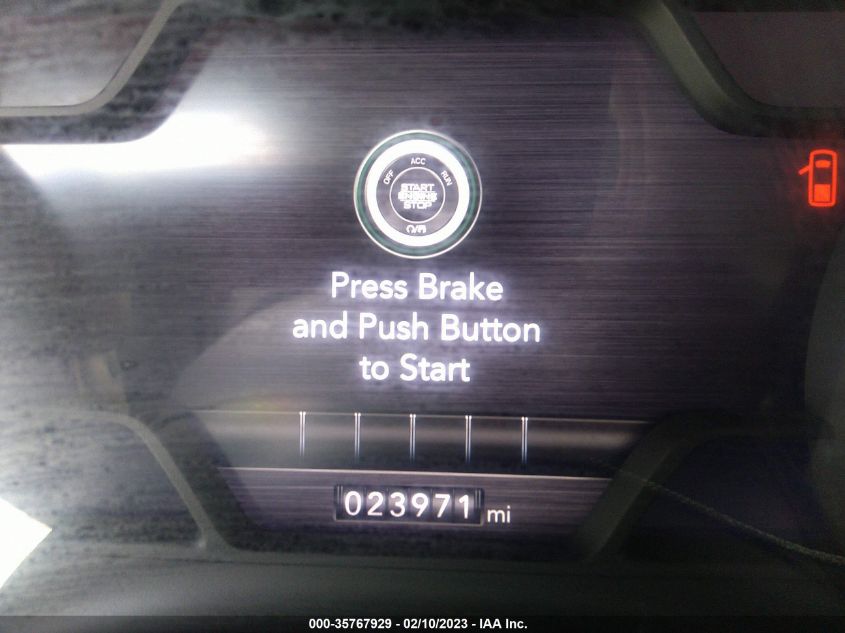 ACC
OFF
RUN
START
ENGINE
STOP
Press Brake
and Push Button
to Start
023971 mi
000-35767929 - 02/10/2023 - IAA Inc.